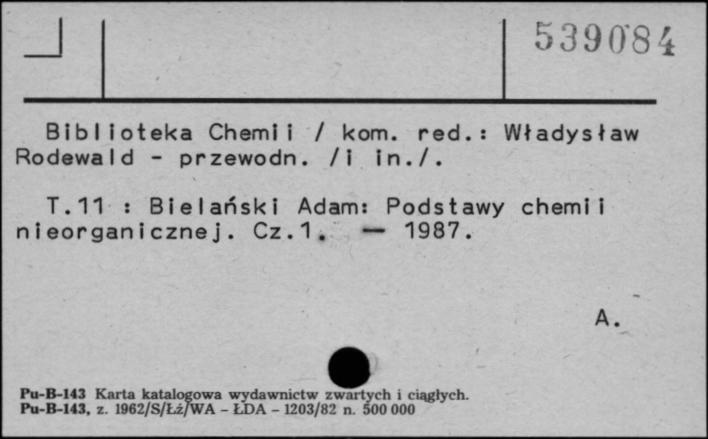 539084
Biblioteka Chemii / kom. red.: Władysław
Rodewald - przewodn. /i in./.
T.11 : Bielański Adam: Podstawy chemii
nieorganicznej. Cz.1. — 1987.
A.
Pu-B-143 Karta katalogowa wydawnictw zwartych i ciągłych.
Pu-B-143, z. 1962/S/Łź/WA - ŁDA - 1203/82 n. 500 000